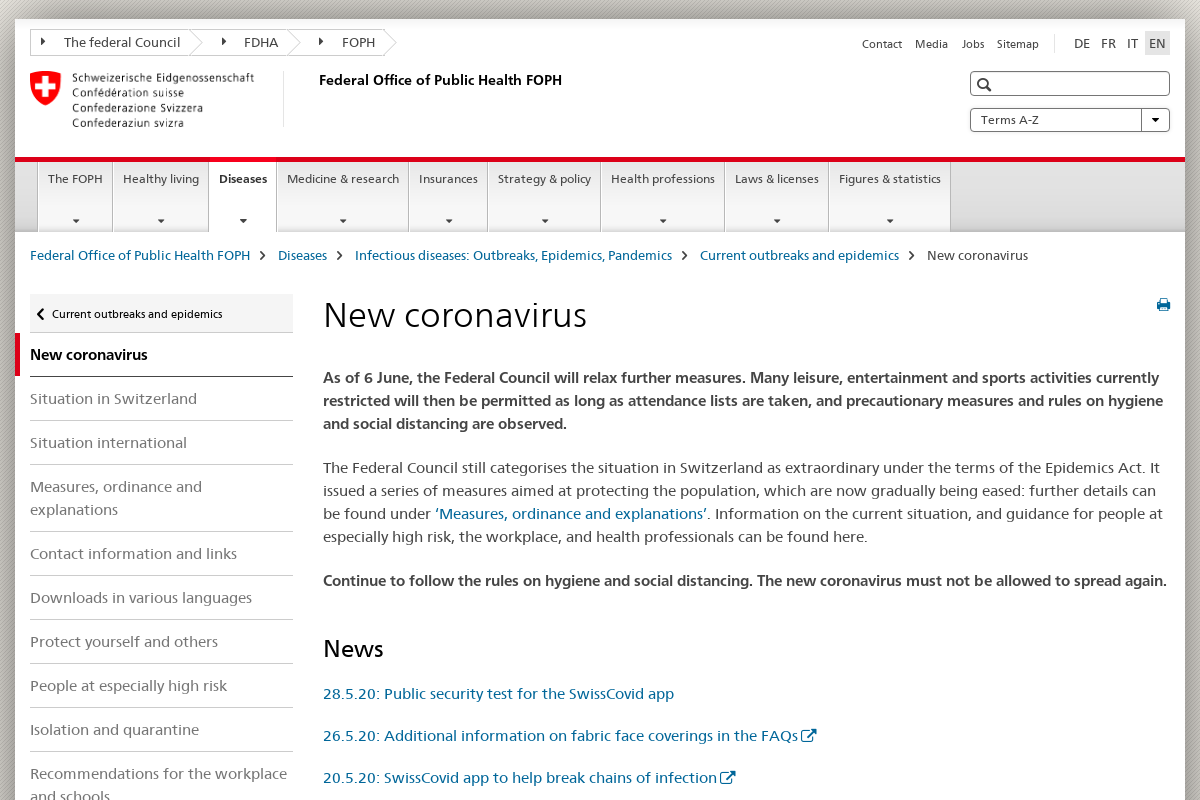 The federal Council
FDHA
FOPH
Contact
Media
Jobs
Sitemap
DE
FR
IT
EN
Schweizerische Eidgenossenschaft
Confédération suisse
Confederazione Svizzera
Confederaziun svizra
Federal Office of Public Health FOPH
Terms A-Z
The FOPH
Healthy living
Diseases
Medicine & research
Insurances
Strategy & policy
Health professions
Laws & licenses
Figures & statistics
Federal Office of Public Health FOPH
Diseases
Infectious diseases: Outbreaks, Epidemics, Pandemics
Current outbreaks and epidemics
New coronavirus
Current outbreaks and epidemics
New coronavirus
Situation in Switzerland
Situation international
Measures, ordinance and
explanations
Contact information and links
Downloads in various languages
Protect yourself and others
People at especially high risk
Isolation and quarantine
Recommendations for the workplace
and schools
New coronavirus
As of 6 June, the Federal Council will relax further measures. Many leisure, entertainment and sports activities currently
restricted will then be permitted as long as attendance lists are taken, and precautionary measures and rules on hygiene
and social distancing are observed.
The Federal Council still categorises the situation in Switzerland as extraordinary under the terms of the Epidemics Act. It
issued a series of measures aimed at protecting the population, which are now gradually being eased: further details can
be found under ‘Measures, ordinance and explanations’. Information on the current situation, and guidance for people at
especially high risk, the workplace, and health professionals can be found here.
Continue to follow the rules on hygiene and social distancing. The new coronavirus must not be allowed to spread again.
News
28.5.20: Public security test for the SwissCovid app
26.5.20: Additional information on fabric face coverings in the FAQs
20.5.20: SwissCovid app to help break chains of infection